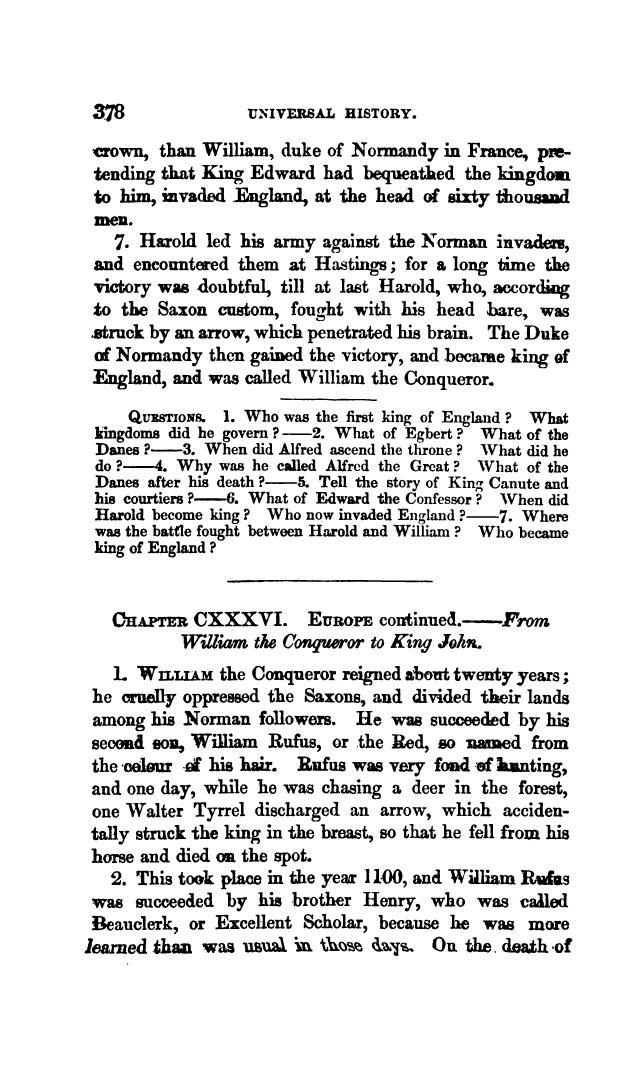 378 UNIVERSAL HISTORY.
crown, than William, duke of Normandy in France, pre-
tending that King Edward had bequeathed the kingdom
to him, invaded England, at the head of sixty thousand
men.
7. Harold led his army against the Norman invaders,
and encountered them at Hastings; for a long time the
victory was doubtful, till at last Harold, who, according
to the Saxon custom, fought with his head bare, was
struck by an arrow, which penetrated his brain. The Duke
of Normandy then gained the victory, and became king of
England, and was called William the Conqueror.
QUESTIONS. 1. Who was the first king of England? What
kingdoms did he govern?—2. What of Egbert? What of the
Danes?—3. When did Alfred ascend the throne? What did he
do?—4. Why was he called Alfred the Great? What of the
Danes after his death?—5. Tell the story of King Canute and
his courtiers?—6. What of Edward the Confessor? When did
Harold become king? Who now invaded England?—7. Where
was the battle fought between Harold and William? Who became
king of England?
CHAPTER CXXXVI. EUROPE continued.—From
William the Conqueror to King John.
1. WILLIAM the Conqueror reigned about twenty years;
he cruelly oppressed the Saxons, and divided their lands
among his Norman followers. He was succeeded by his
second son, William Rufus, or the Red, so named from
the colour of his hair. Rufus was very fond of hunting,
and one day, while he was chasing a deer in the forest,
one Walter Tyrrel discharged an arrow, which acciden-
tally struck the king in the breast, so that he fell from his
horse and died on the spot.
2. This took place in the year 1100, and William Rufus
was succeeded by his brother Henry, who was called
Beauclerk, or Excellent Scholar, because he was more
learned than was usual in those days. On the death of